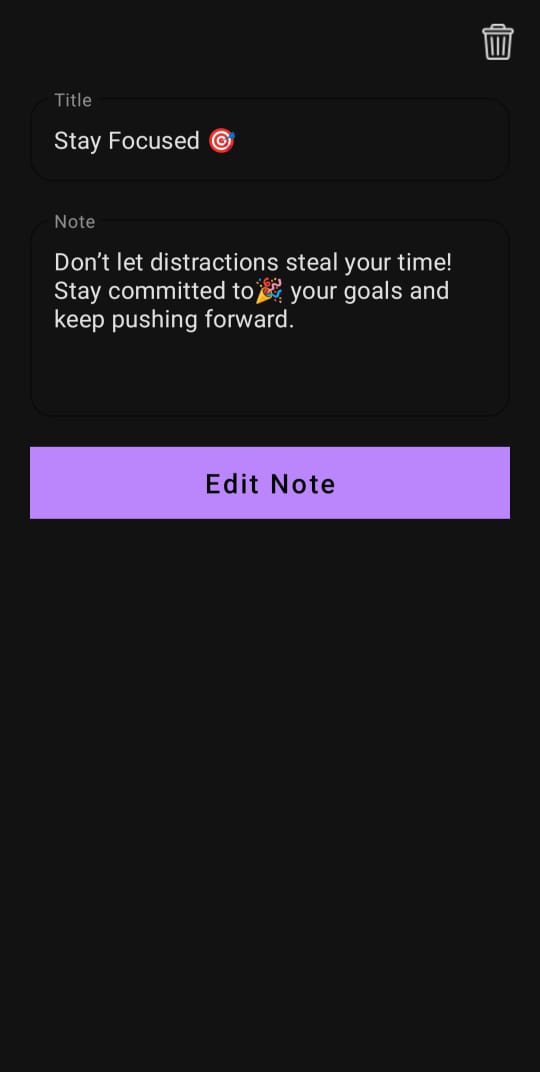 Title
Stay Focused 🎯
Note
Don’t let distractions steal your time!
Stay committed to🎉 your goals and
keep pushing forward.
Edit Note